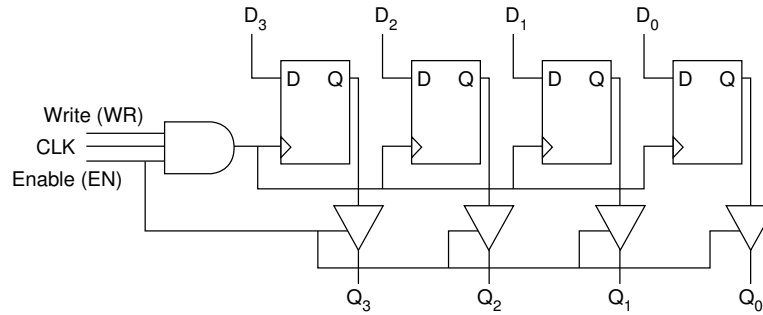 D3 D2 D1 D0
D Q D Q D Q D Q
Write (WR)
CLK
Enable (EN)
Q3 Q2 Q1 Q0